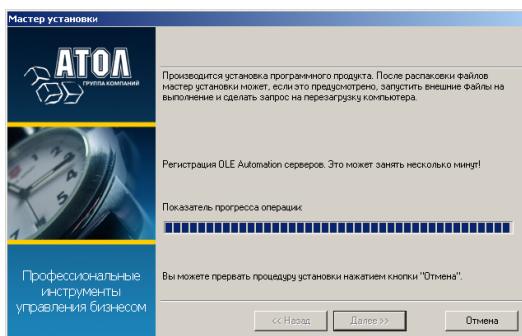 Мастер установки
АТОЛ
ГРУППА КОМПАНИЙ
Производится установка программного продукта. После распаковки файлов
мастер установки может, если это предусмотрено, запустить внешние файлы на
выполнение и сделать запрос на перезагрузку компьютера.
Регистрация OLE Automation серверов. Это может занять несколько минут!
Показатель прогресса операции:
Профессиональные
инструменты
управления бизнесом
Вы можете прервать процедуру установки нажатием кнопки "Отмена".
<< Назад
Далее >>
Отмена